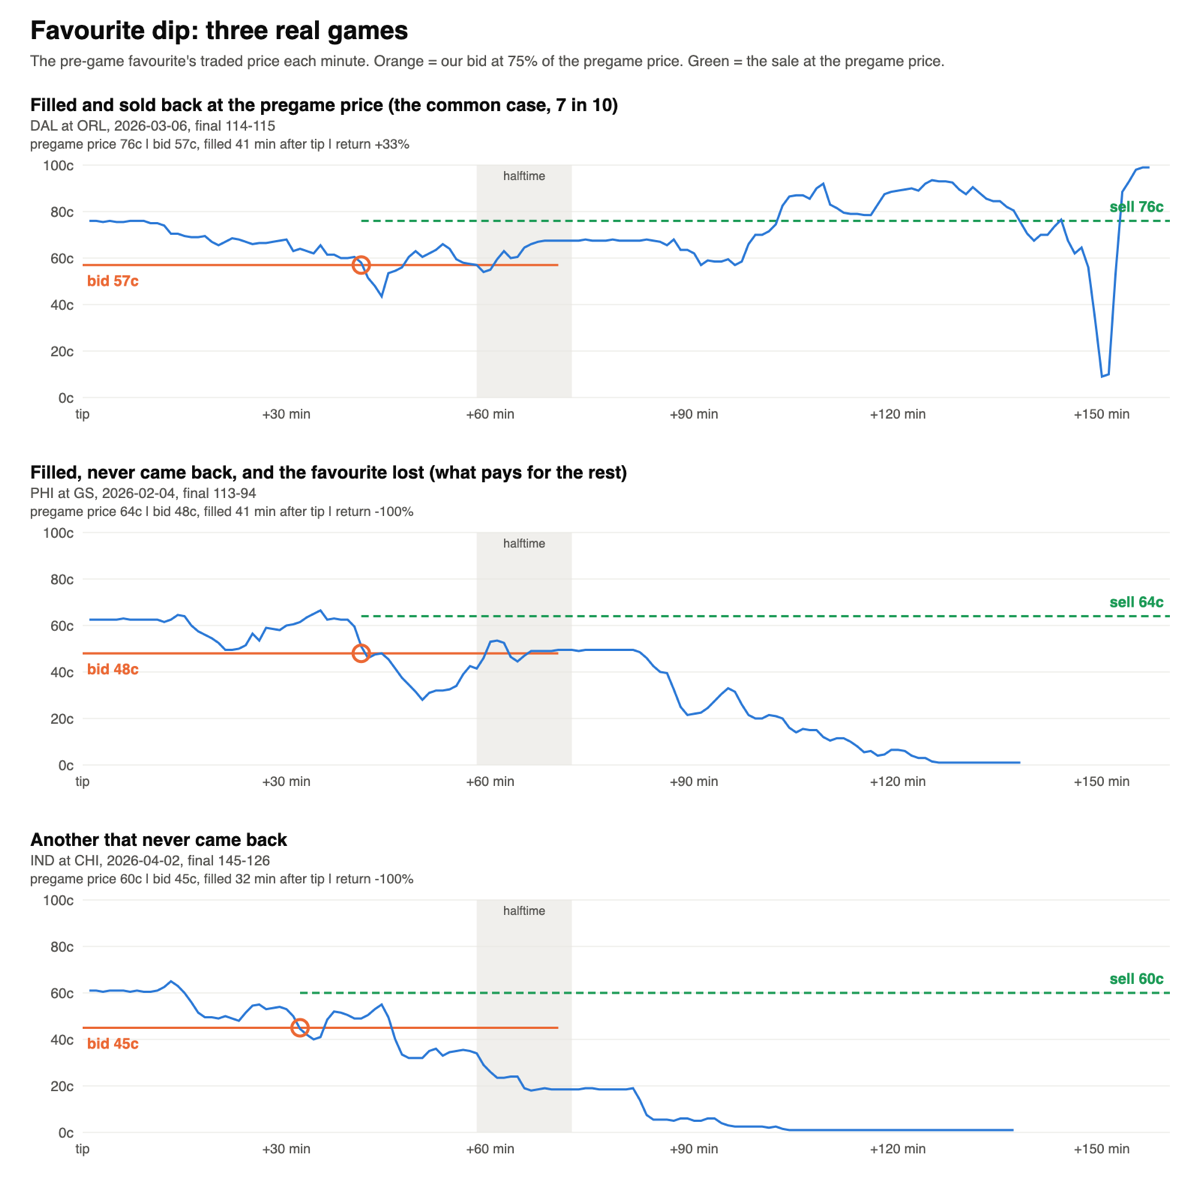 Favourite dip: three real games
The pre-game favourite's traded price each minute. Orange = our bid at 75% of the pregame price. Green = the sale at the pregame price.
Filled and sold back at the pregame price (the common case, 7 in 10)
DAL at ORL, 2026-03-06, final 114-115
pregame price 76c | bid 57c, filled 41 min after tip | return +33%
100c
halftime
80c
sell 76c
60c
bid 57c
40c
20c
0c
tip +30 min +60 min +90 min +120 min +150 min
Filled, never came back, and the favourite lost (what pays for the rest)
PHI at GS, 2026-02-04, final 113-94
pregame price 64c | bid 48c, filled 41 min after tip | return -100%
100c
halftime
80c
sell 64c
60c
bid 48c
40c
20c
0c
tip +30 min +60 min +90 min +120 min +150 min
Another that never came back
IND at CHI, 2026-04-02, final 145-126
pregame price 60c | bid 45c, filled 32 min after tip | return -100%
100c
halftime
80c
sell 60c
60c
40c
bid 45c
20c
0c
tip +30 min +60 min +90 min +120 min +150 min